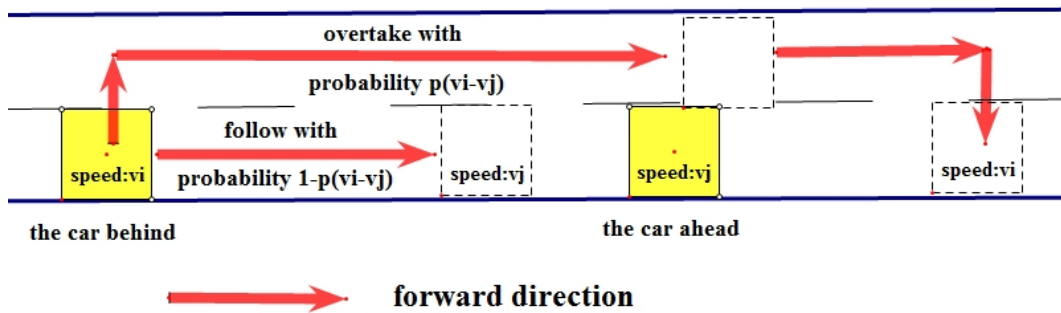 overtake with
probability p(vi-vj)
follow with
probability 1-p(vi-vj)
speed:vi
speed:vj
speed:vj
speed:vi
the car behind
the car ahead
forward direction